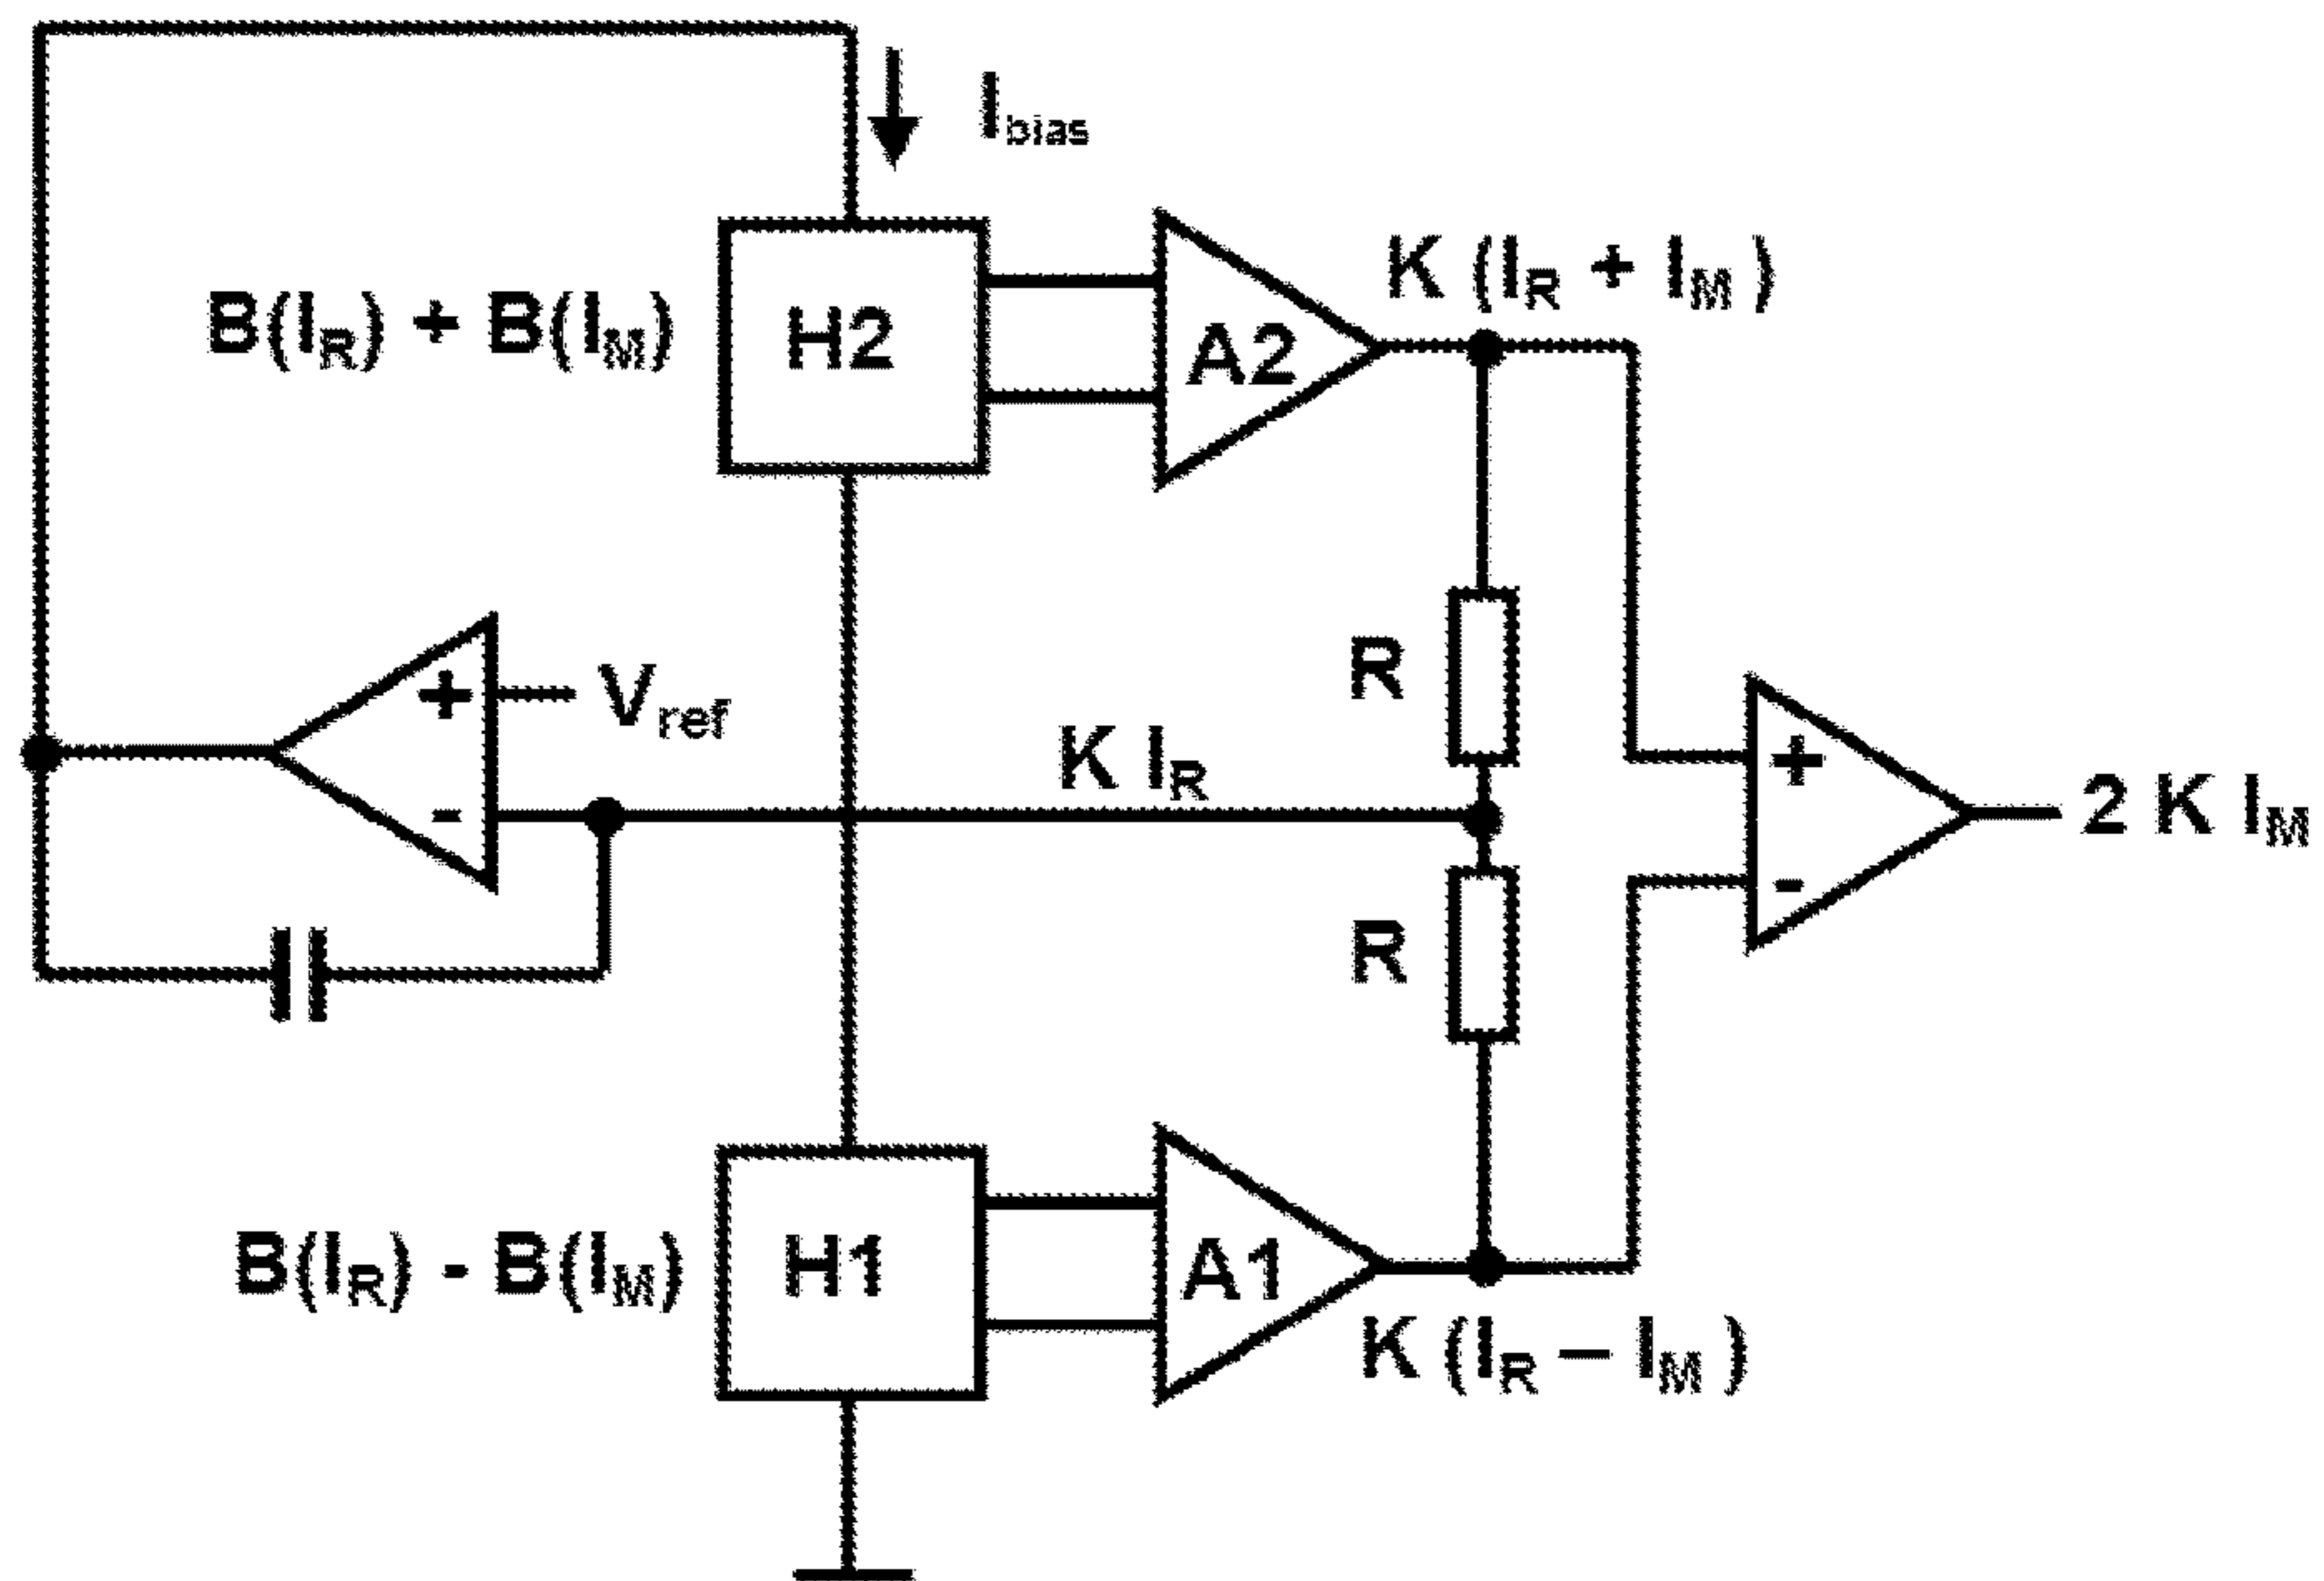 I_bias
K (I_R + I_M )
B(I_R) + B(I_M)
H2
A2
R
+
V_ref
K I_R
+
2 K I_M
-
-
R
B(I_R) - B(I_M)
H1
A1
K (I_R – I_M )